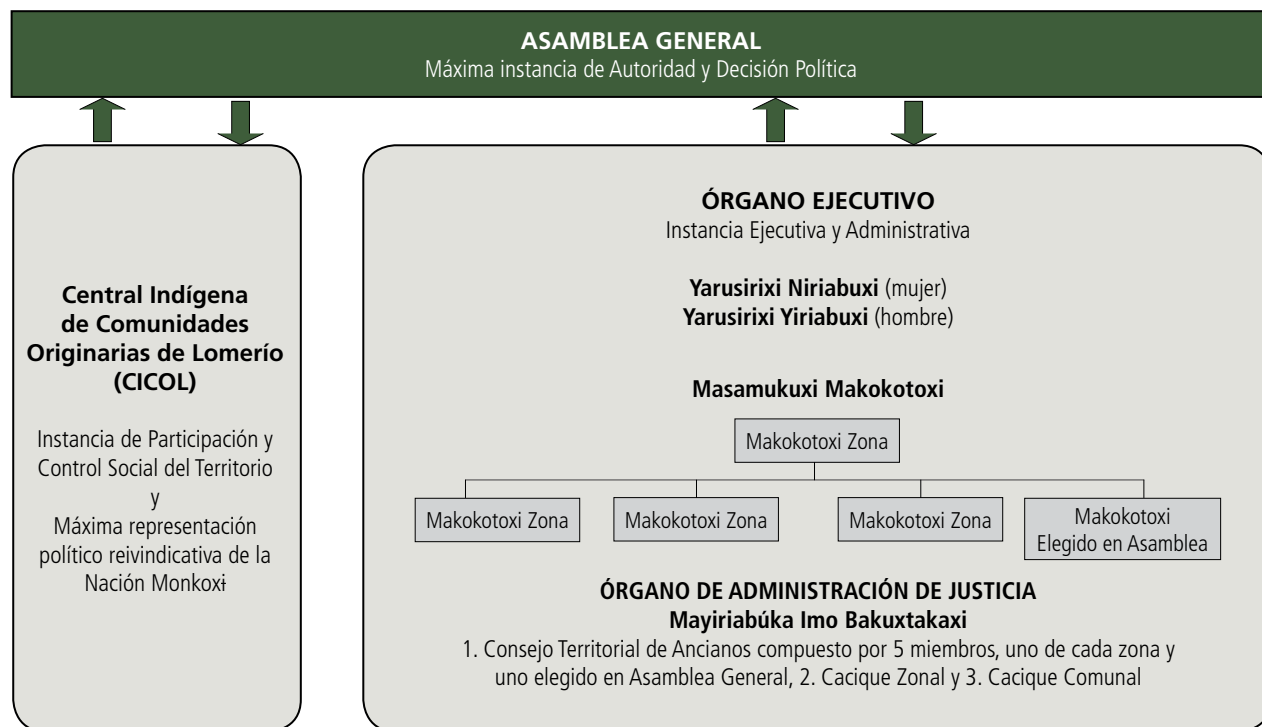 ASAMBLEA GENERAL
Máxima instancia de Autoridad y Decisión Política
Central Indígena
de Comunidades
Originarias de Lomerío
(CICOL)
Instancia de Participación y
Control Social del Territorio
y
Máxima representación
político reivindicativa de la
Nación Monkoxɨ
ÓRGANO EJECUTIVO
Instancia Ejecutiva y Administrativa
Yarusirixi Niriabuxi (mujer)
Yarusirixi Yiriabuxi (hombre)
Masamukuxi Makokotoxi
Makokotoxi Zona
Makokotoxi Zona
Makokotoxi Zona
Makokotoxi Zona
Makokotoxi
Elegido en Asamblea
ÓRGANO DE ADMINISTRACIÓN DE JUSTICIA
Mayiriabúka Imo Bakuxtakaxi
1. Consejo Territorial de Ancianos compuesto por 5 miembros, uno de cada zona y
uno elegido en Asamblea General, 2. Cacique Zonal y 3. Cacique Comunal